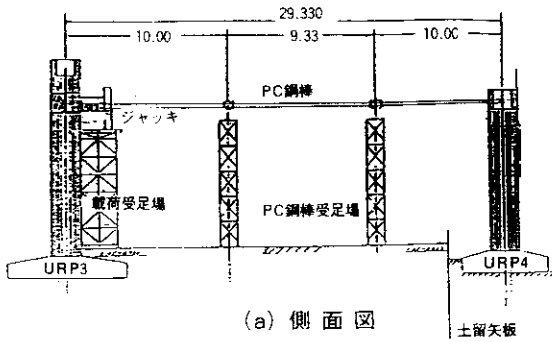 29.330
10.00 9.33 10.00
PC鋼棒
ジャッキ
載荷受足場
PC鋼棒受足場
URP3
URP4
(a) 側面図
土留矢板